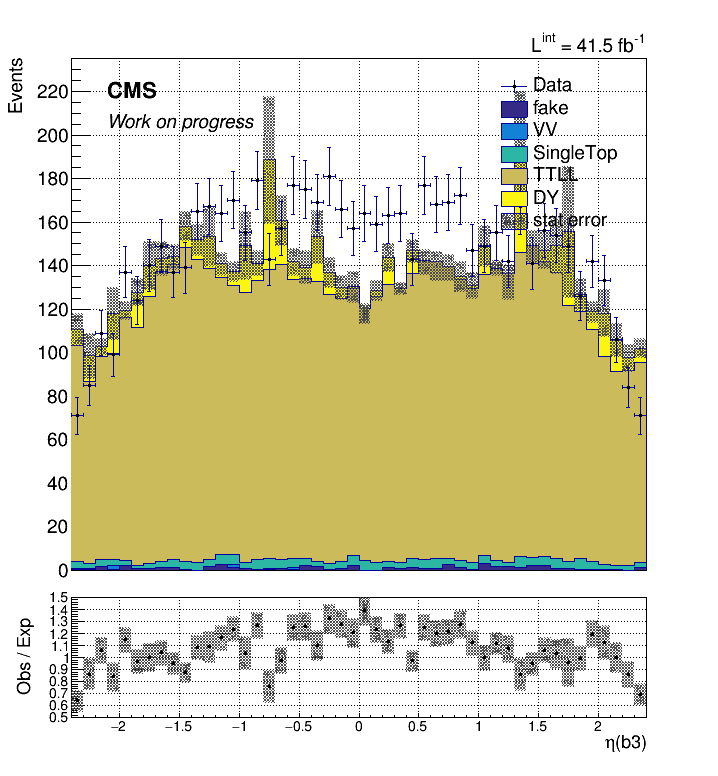 L^int = 41.5 fb^-1
Events
CMS
Work on progress
Data
fake
VV
SingleTop
TTLL
DY
stat error
220
200
180
160
140
120
100
80
60
40
20
0
Obs / Exp
1.5
1.4
1.3
1.2
1.1
1
0.9
0.8
0.7
0.6
0.5
−2 −1.5 −1 −0.5 0 0.5 1 1.5 2
η(b3)